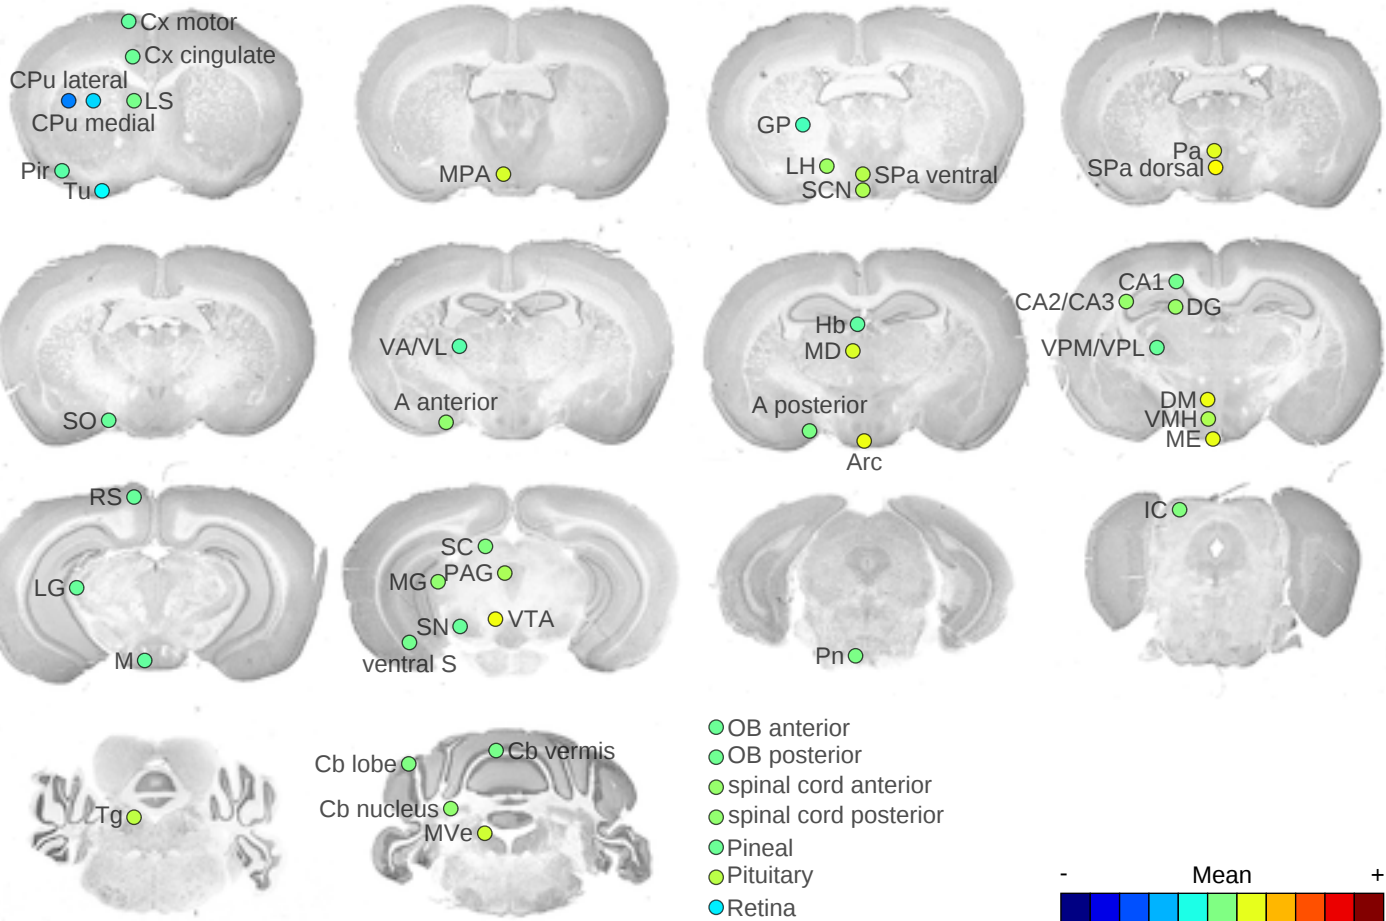 Cx motor
Cx cingulate
CPu lateral
LS
CPu medial
Pir
Tu
MPA
GP
LH
SPa ventral
SCN
Pa
SPa dorsal
SO
VA/VL
A anterior
Hb
MD
A posterior
Arc
CA1
CA2/CA3
DG
VPM/VPL
DM
VMH
ME
RS
LG
M
SC
PAG
MG
VTA
SN
ventral S
Pn
IC
Tg
Cb vermis
Cb lobe
Cb nucleus
MVe
OB anterior
OB posterior
spinal cord anterior
spinal cord posterior
Pineal
Pituitary
Retina
- Mean +